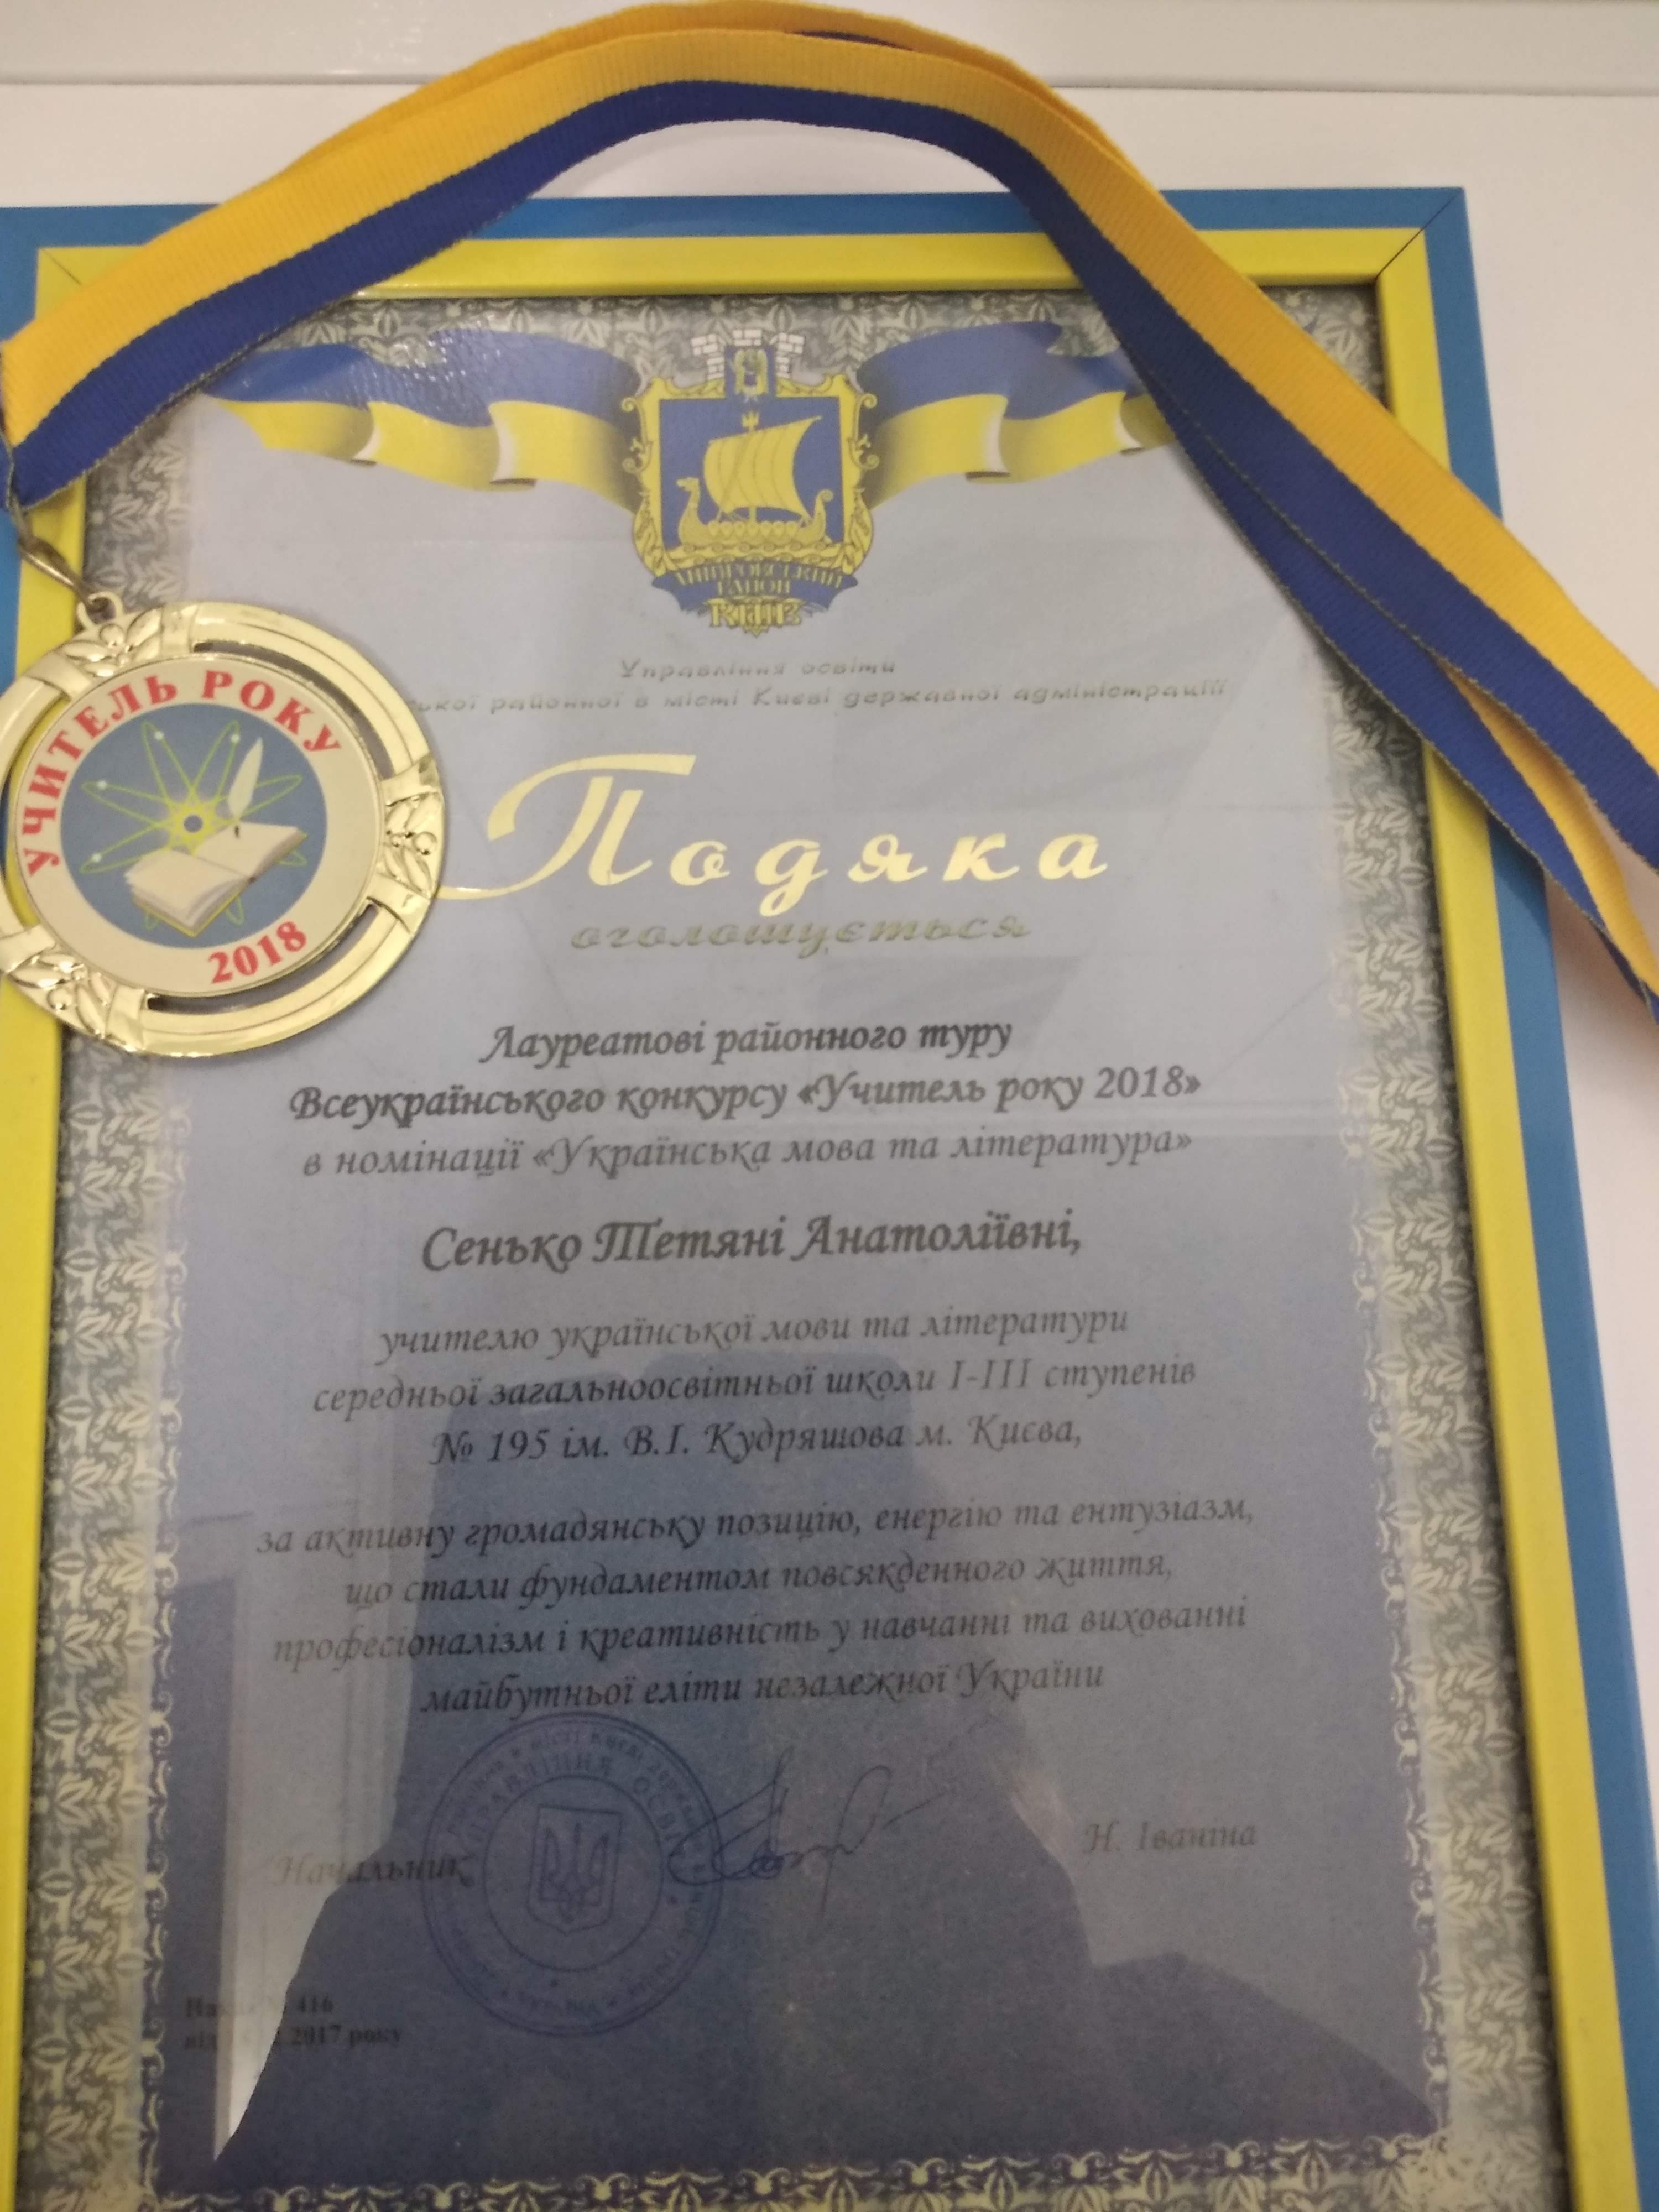 ДНІПРОВСЬКИЙ
РАЙОН
КИЇВ
Управління освіти
районної в місті Києві державної адміністраціїї
УЧИТЕЛЬ РОКУ
2018
Подяка
оголошується
Лауреатові районного туру
Всеукраїнського конкурсу «Учитель року 2018»
в номінації «Українська мова та література»
Сенько Тетяні Анатоліївні,
учителю української мови та літератури
середньої загальноосвітньої школи І-ІІІ ступенів
№ 195 ім. В.І. Кудряшова м. Києва,
за активну громадянську позицію, енергію та ентузіазм,
що стали фундаментом повсякденного життя,
професіоналізм і креативність у навчанні та вихованні
майбутньої еліти незалежної України
УПРАВЛІННЯ ОСВІТИ
Начальник
Н. Іваніна
416
2017 року